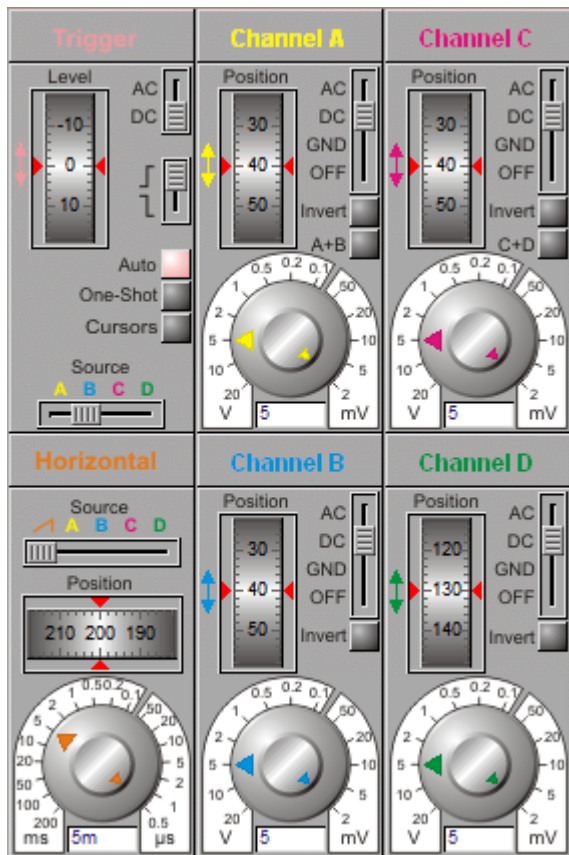 Trigger
Level
AC
DC
-10
0
10
Auto
One-Shot
Cursors
Source
A B C D
Channel A
Position
AC
DC
GND
OFF
30
40
50
Invert
A+B
20 10 5 2 1 0.5 0.2 0.1 50 20 10 5 2
V
5
mV
Channel C
Position
AC
DC
GND
OFF
30
40
50
Invert
C+D
20 10 5 2 1 0.5 0.2 0.1 50 20 10 5 2
V
5
mV
Horizontal
Source
A B C D
Position
210 200 190
200 100 50 20 10 5 2 1 0.5 0.2 0.1 50 20 10 5 2 1 0.5
ms
5m
µs
Channel B
Position
AC
DC
GND
OFF
30
40
50
Invert
20 10 5 2 1 0.5 0.2 0.1 50 20 10 5 2
V
5
mV
Channel D
Position
AC
DC
GND
OFF
120
130
140
Invert
20 10 5 2 1 0.5 0.2 0.1 50 20 10 5 2
V
5
mV